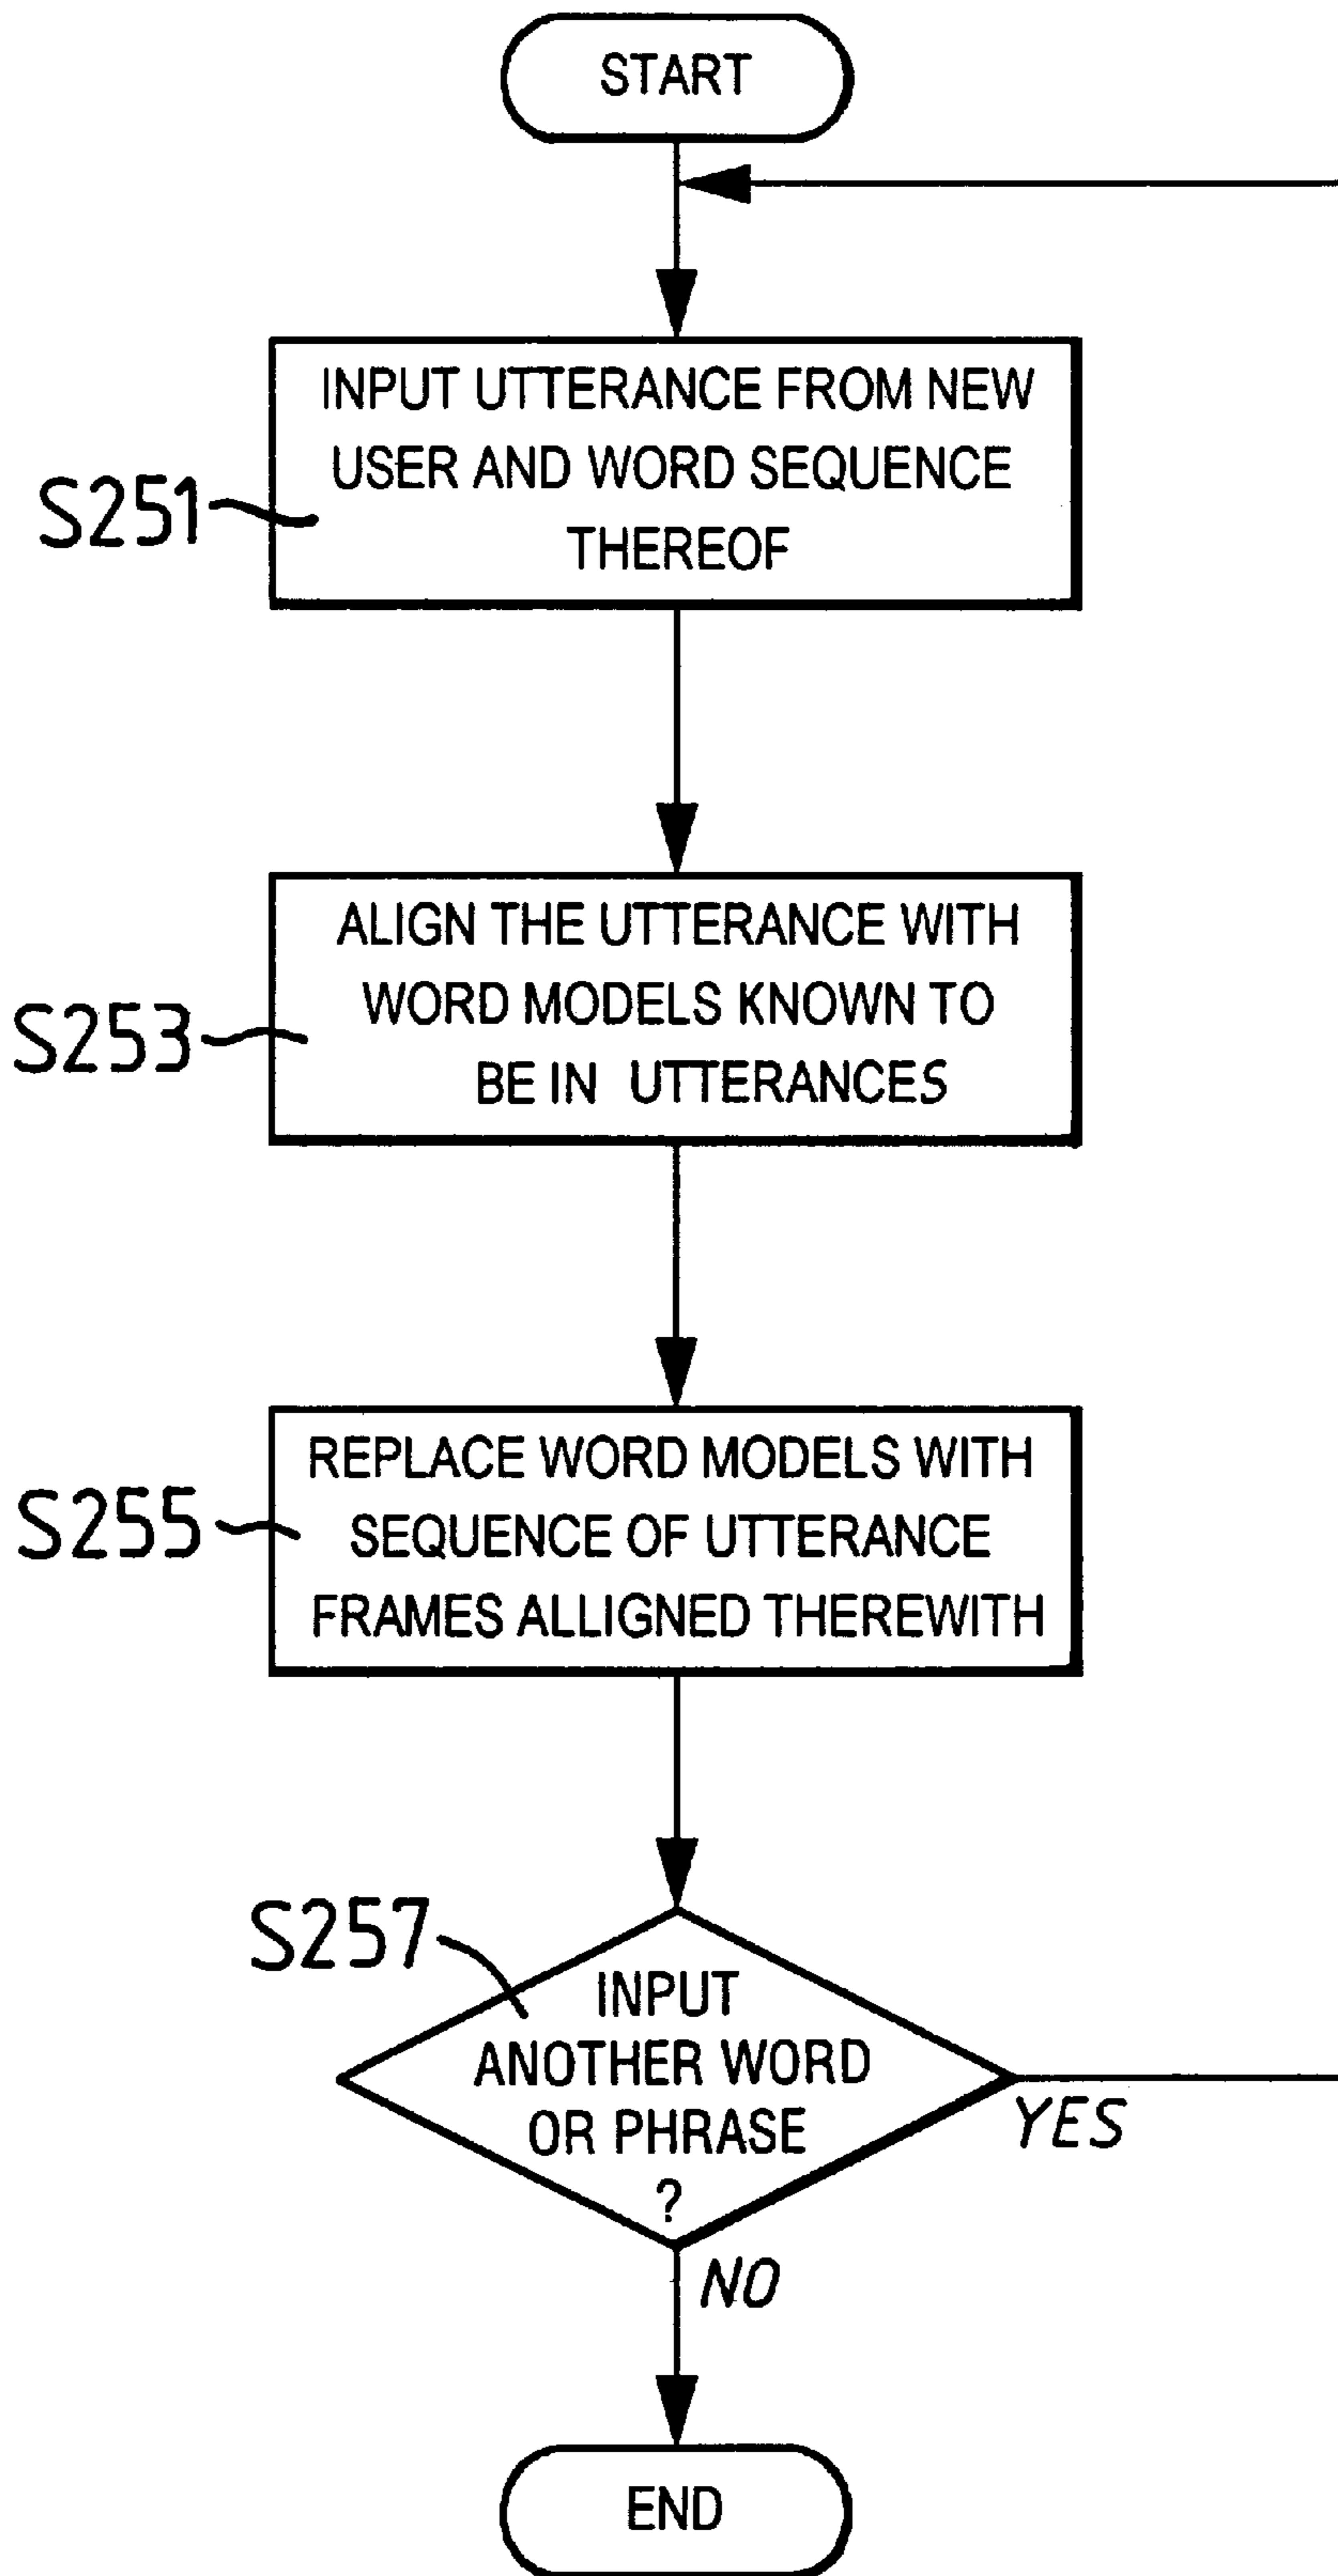 START
INPUT UTTERANCE FROM NEW
USER AND WORD SEQUENCE
THEREOF
S251
ALIGN THE UTTERANCE WITH
WORD MODELS KNOWN TO
BE IN UTTERANCES
S253
REPLACE WORD MODELS WITH
SEQUENCE OF UTTERANCE
FRAMES ALLIGNED THEREWITH
S255
S257
INPUT
ANOTHER WORD
OR PHRASE
?
YES
NO
END